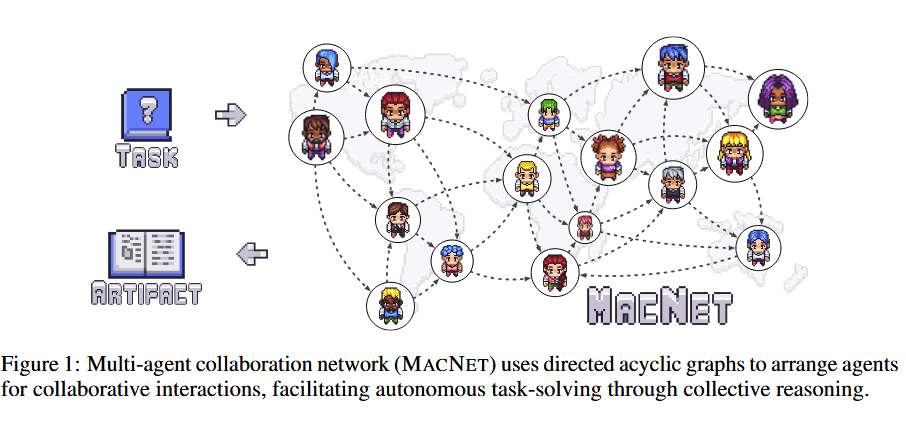 ?
TASK
ARTIFACT
MACNET
Figure 1: Multi-agent collaboration network (MACNET) uses directed acyclic graphs to arrange agents
for collaborative interactions, facilitating autonomous task-solving through collective reasoning.